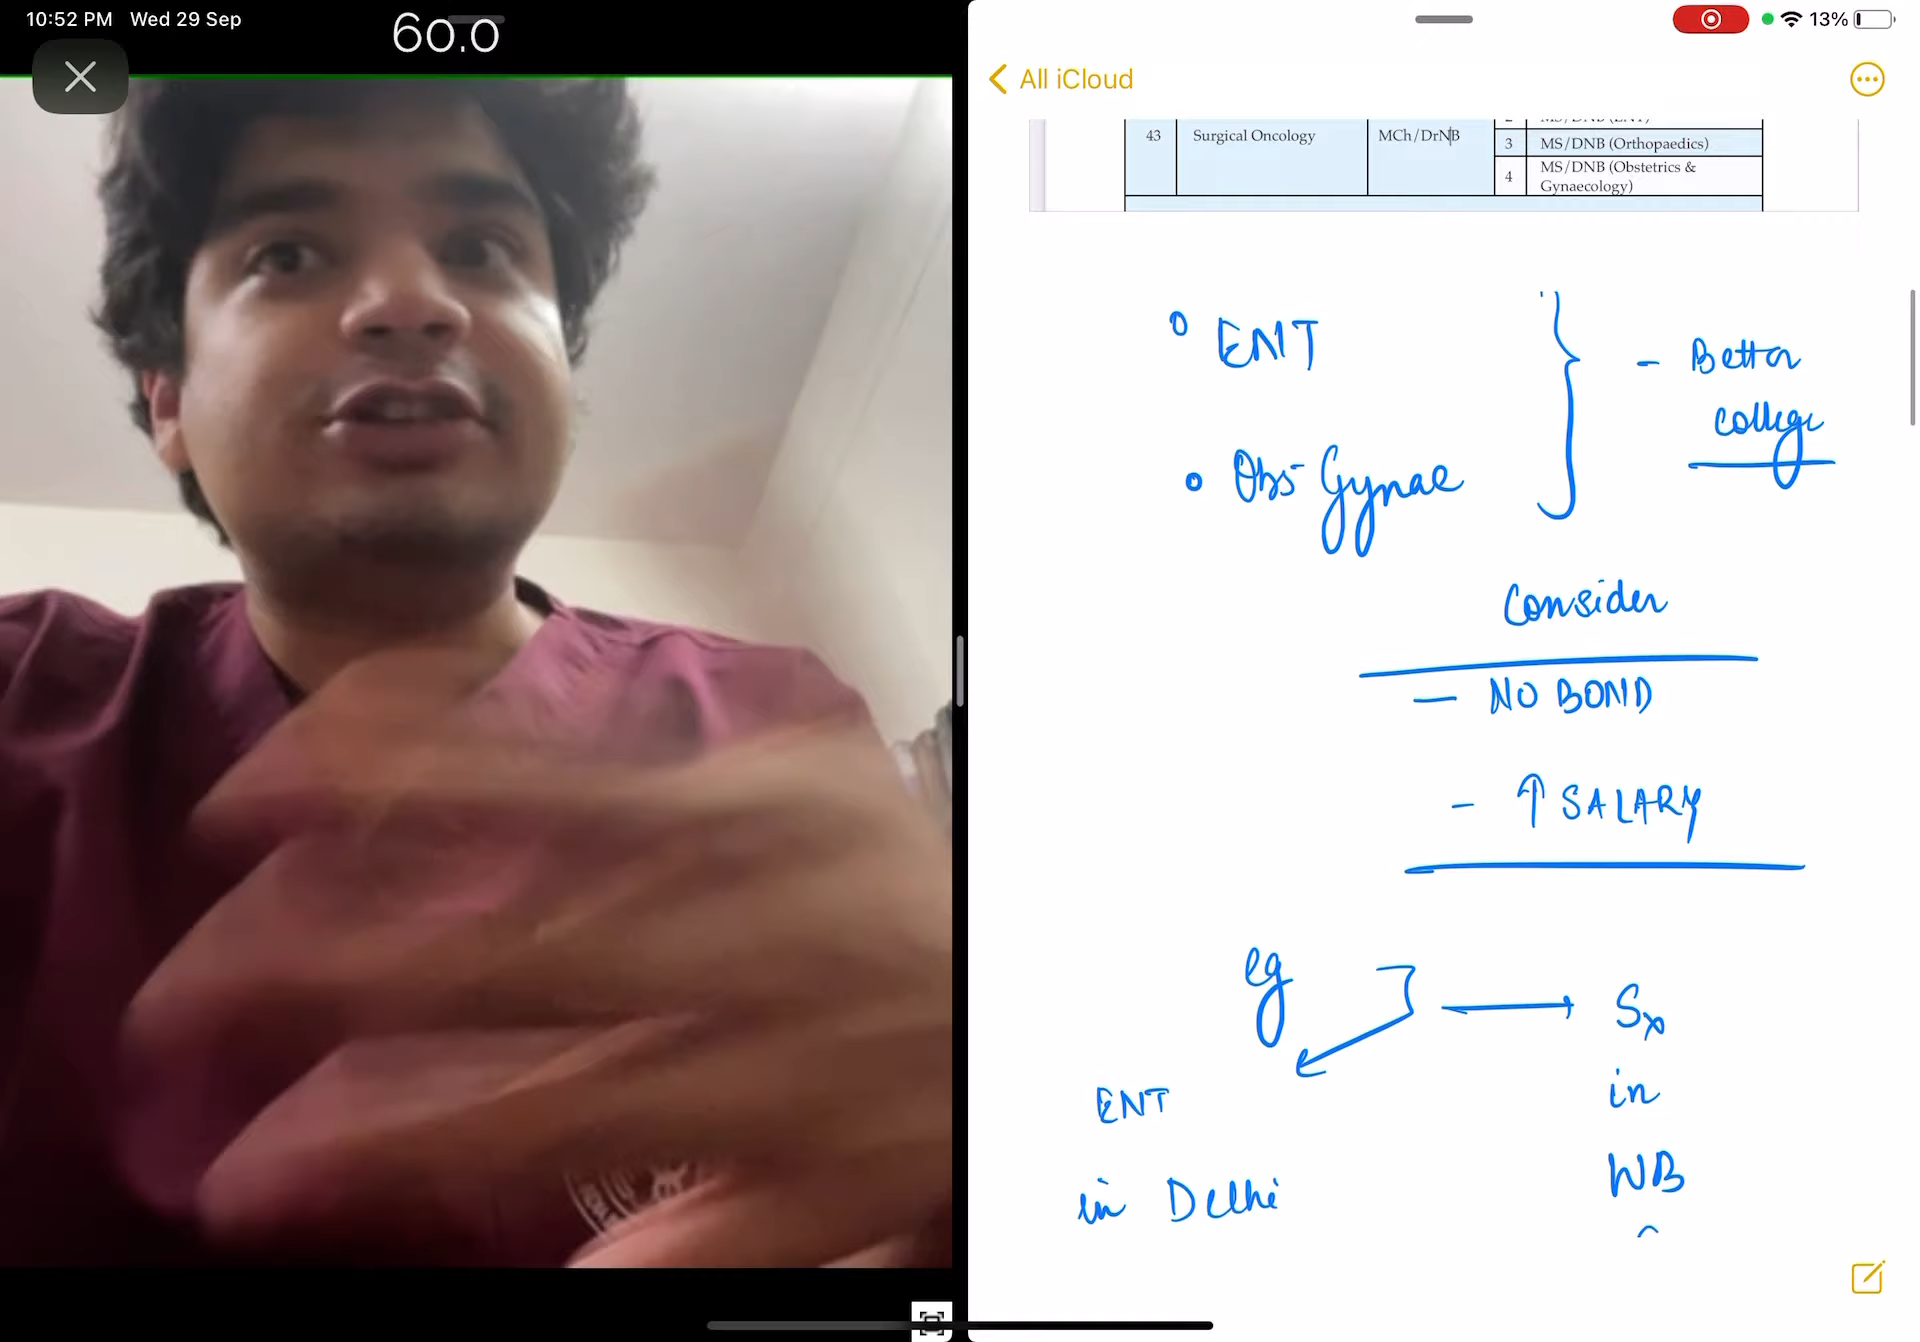 10:52 PM Wed 29 Sep
60.0
13%
All iCloud
43 Surgical Oncology MCh/DrNB
3 MS/DNB (Orthopaedics)
4 MS/DNB (Obstetrics &
Gynaecology)
ENT
- Better
college
Obs Gynae
Consider
- NO BOND
- ↑ SALARY
eg
→ Sx
in
WB
ENT
in Delhi